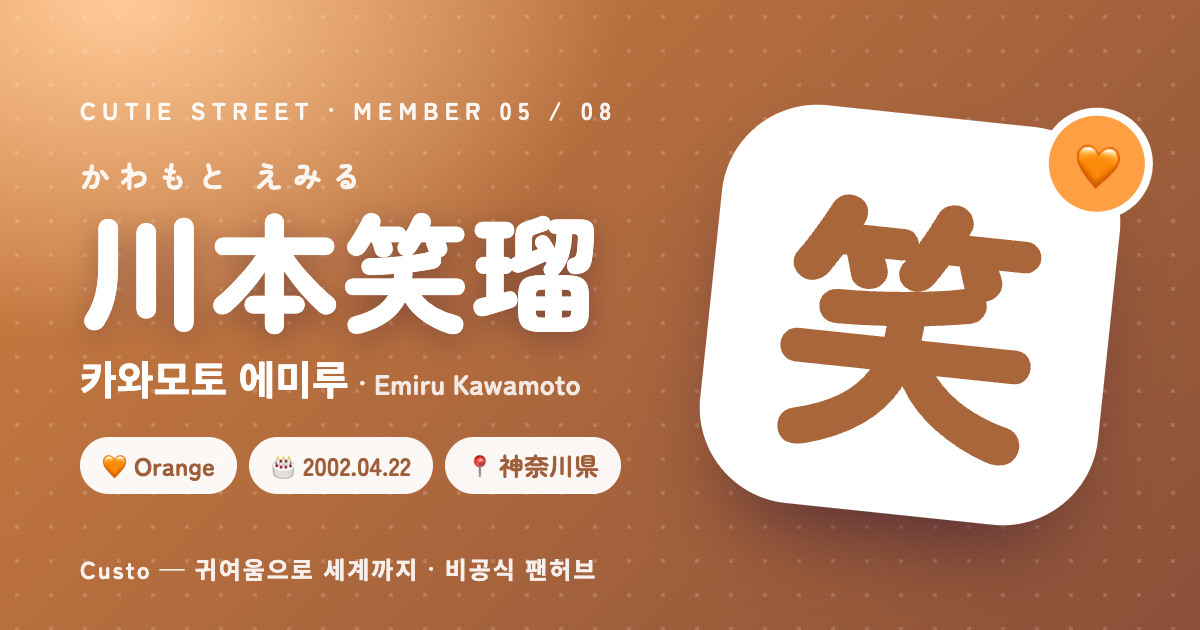 CUTIE STREET · MEMBER 05 / 08
かわもと えみる
川本笑瑠
카와모토 에미루 · Emiru Kawamoto
🧡 Orange
🎂 2002.04.22
📍 神奈川県
Custo — 귀여움으로 세계까지 · 비공식 팬허브
笑
🧡